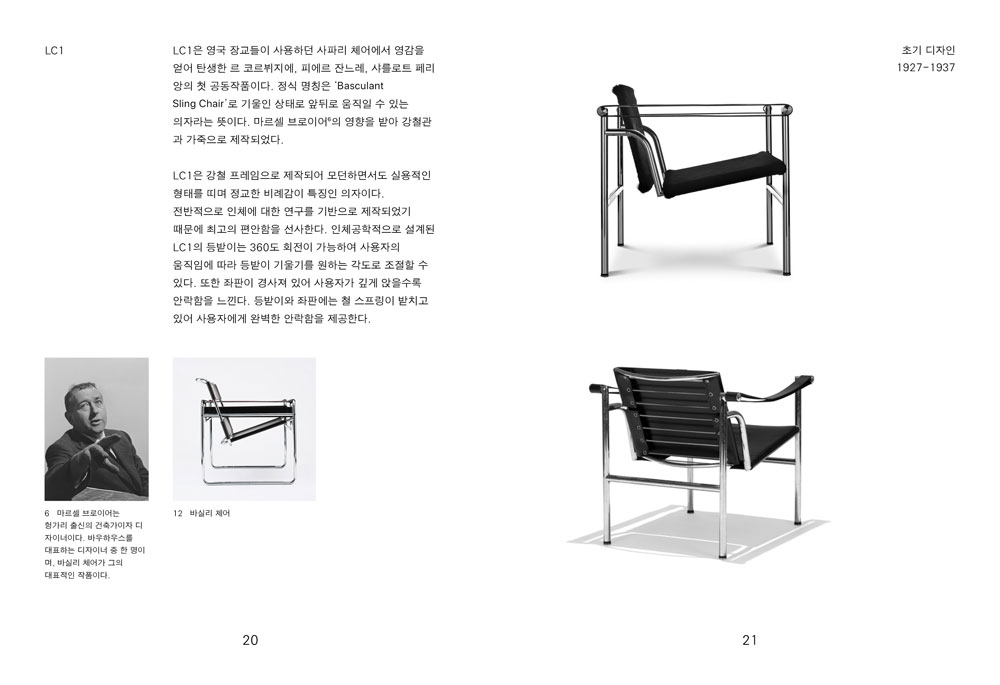 LC1
LC1은 영국 장교들이 사용하던 사파리 체어에서 영감을
얻어 탄생한 르 코르뷔지에, 피에르 잔느레, 샤를로트 페리
앙의 첫 공동작품이다. 정식 명칭은 ‘Basculant
Sling Chair’로 기울인 상태로 앞뒤로 움직일 수 있는
의자라는 뜻이다. 마르셀 브로이어⁶의 영향을 받아 강철관
과 가죽으로 제작되었다.
LC1은 강철 프레임으로 제작되어 모던하면서도 실용적인
형태를 띠며 정교한 비례감이 특징인 의자이다.
전반적으로 인체에 대한 연구를 기반으로 제작되었기
때문에 최고의 편안함을 선사한다. 인체공학적으로 설계된
LC1의 등받이는 360도 회전이 가능하여 사용자의
움직임에 따라 등받이 기울기를 원하는 각도로 조절할 수
있다. 또한 좌판이 경사져 있어 사용자가 깊게 앉을수록
안락함을 느낀다. 등받이와 좌판에는 철 스프링이 받치고
있어 사용자에게 완벽한 안락함을 제공한다.
6 마르셀 브로이어는
헝가리 출신의 건축가이자 디
자이너이다. 바우하우스를
대표하는 디자이너 중 한 명이
며, 바실리 체어가 그의
대표적인 작품이다.
12 바실리 체어
20
초기 디자인
1927-1937
21